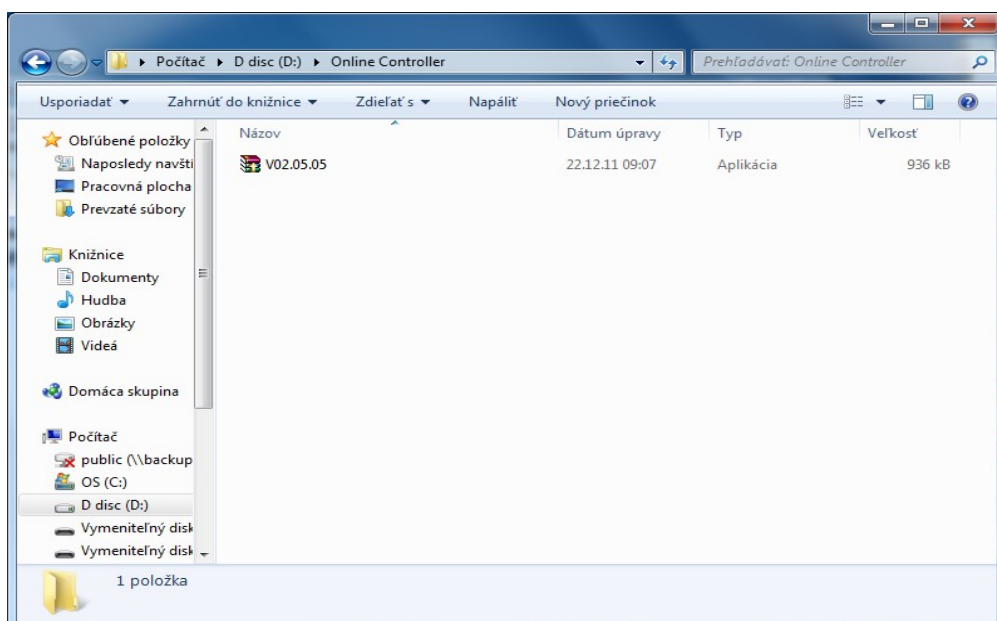 Počítač ▸ D disc (D:) ▸ Online Controller
Prehľadávať: Online Controller
Usporiadať Zahrnúť do knižnice Zdieľať s Napáliť Nový priečinok
Názov Dátum úpravy Typ Veľkosť
V02.05.05 22.12.11 09:07 Aplikácia 936 kB
Obľúbené položky
Naposledy navšti
Pracovná plocha
Prevzaté súbory
Knižnice
Dokumenty
Hudba
Obrázky
Videá
Domáca skupina
Počítač
public (\\backup
OS (C:)
D disc (D:)
Vymeniteľný disk
Vymeniteľný disk
1 položka